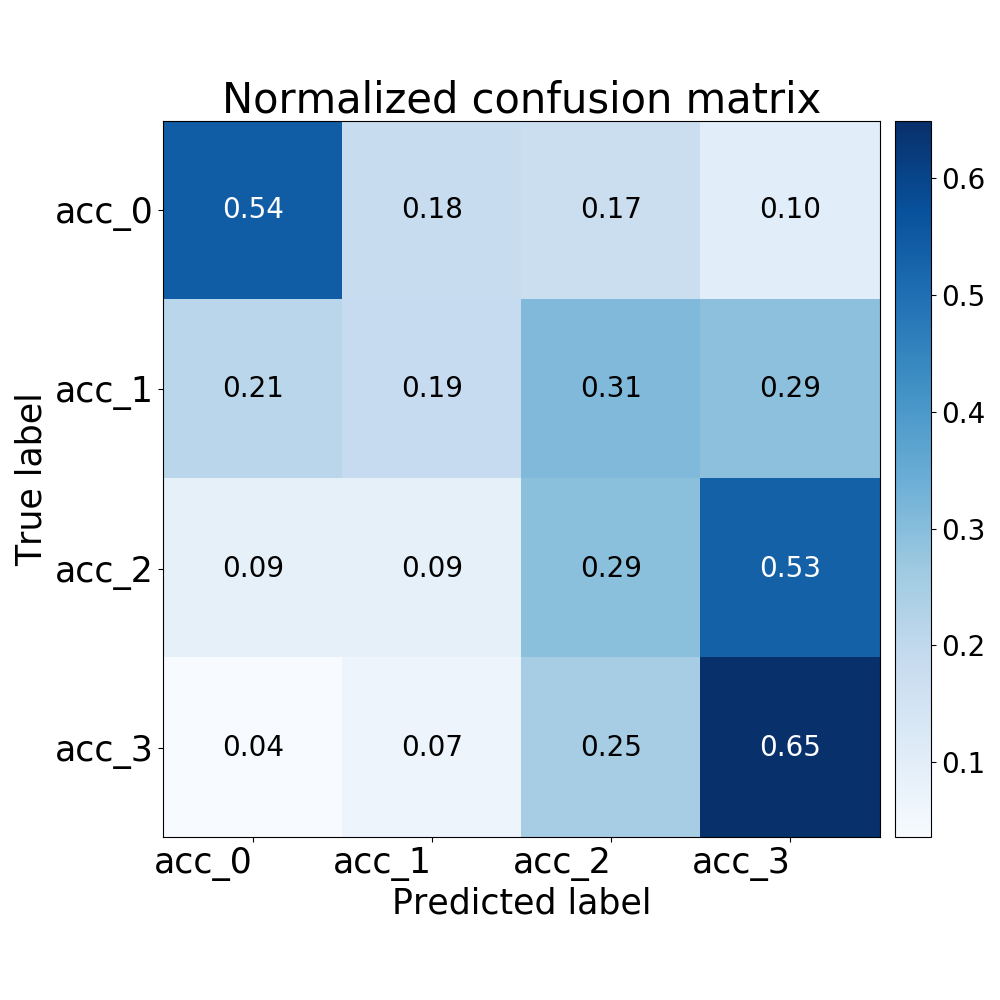 Normalized confusion matrix
acc_0 0.54 0.18 0.17 0.10
acc_1 0.21 0.19 0.31 0.29
acc_2 0.09 0.09 0.29 0.53
acc_3 0.04 0.07 0.25 0.65
acc_0 acc_1 acc_2 acc_3
Predicted label
True label
0.6
0.5
0.4
0.3
0.2
0.1